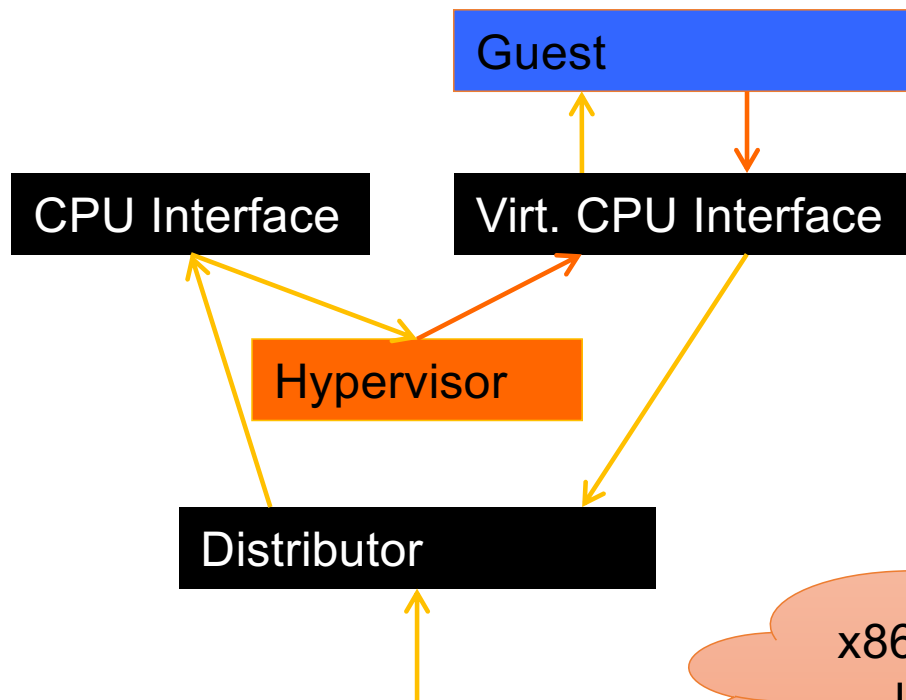 Guest
CPU Interface
Virt. CPU Interface
Hypervisor
Distributor